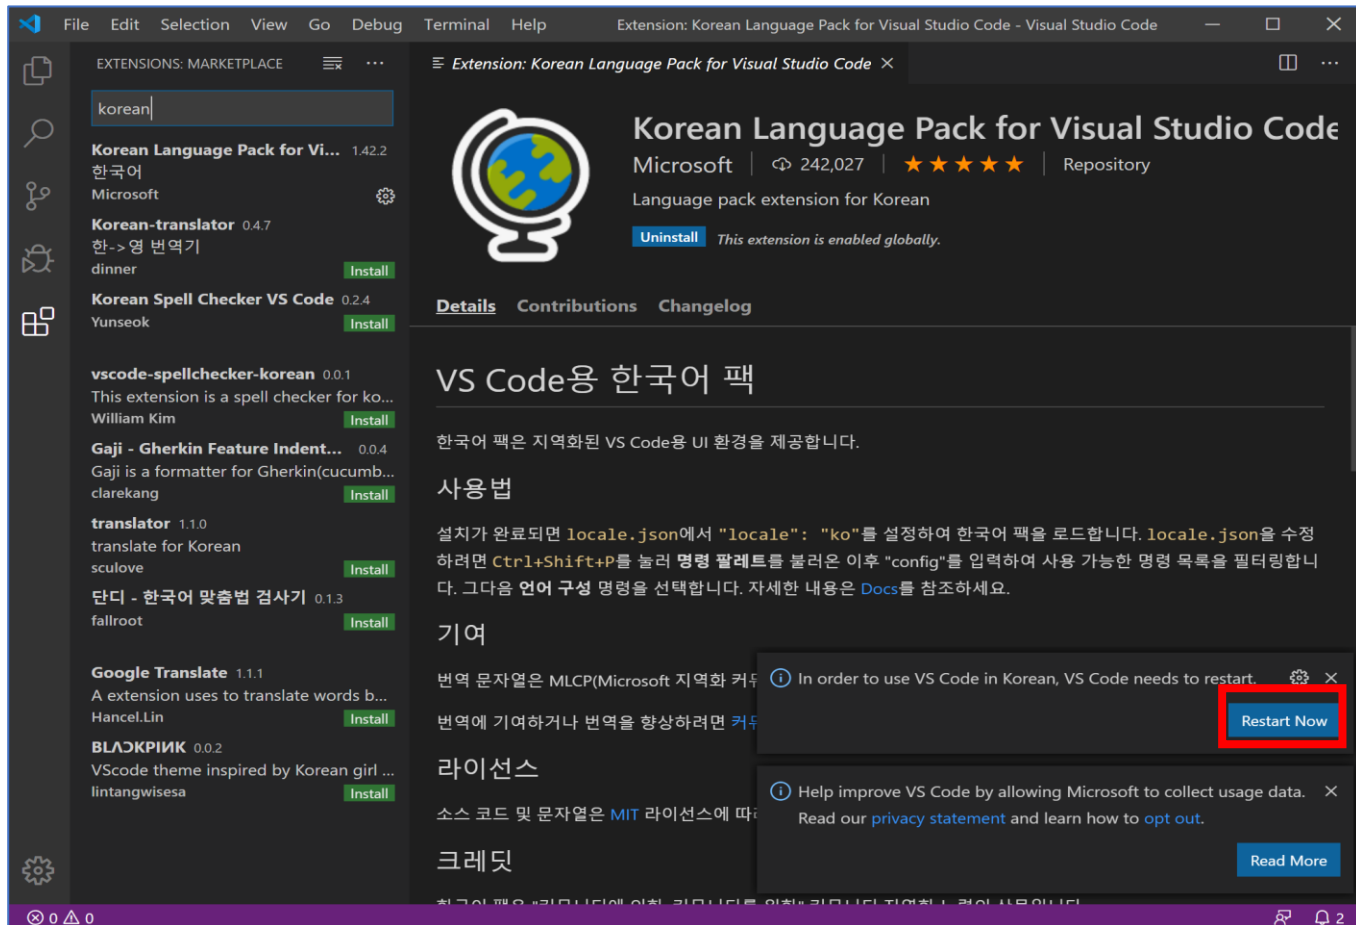 File Edit Selection View Go Debug Terminal Help Extension: Korean Language Pack for Visual Studio Code - Visual Studio Code
EXTENSIONS: MARKETPLACE
korean
Korean Language Pack for Vi... 1.42.2
한국어
Microsoft
Korean-translator 0.4.7
한->영 번역기
dinner Install
Korean Spell Checker VS Code 0.2.4
Yunseok Install
vscode-spellchecker-korean 0.0.1
This extension is a spell checker for ko...
William Kim Install
Gaji - Gherkin Feature Indent... 0.0.4
Gaji is a formatter for Gherkin(cucumb...
clarekang Install
translator 1.1.0
translate for Korean
sculove Install
단디 - 한국어 맞춤법 검사기 0.1.3
fallroot Install
Google Translate 1.1.1
A extension uses to translate words b...
Hancel.Lin Install
BLΛƆKPIИK 0.0.2
VScode theme inspired by Korean girl ...
lintangwisesa Install
Extension: Korean Language Pack for Visual Studio Code
Korean Language Pack for Visual Studio Code
Microsoft 242,027 Repository
Language pack extension for Korean
Uninstall This extension is enabled globally.
Details Contributions Changelog
VS Code용 한국어 팩
한국어 팩은 지역화된 VS Code용 UI 환경을 제공합니다.
사용법
설치가 완료되면 locale.json에서 "locale": "ko"를 설정하여 한국어 팩을 로드합니다. locale.json을 수정
하려면 Ctrl+Shift+P를 눌러 명령 팔레트를 불러온 이후 "config"를 입력하여 사용 가능한 명령 목록을 필터링합니
다. 그다음 언어 구성 명령을 선택합니다. 자세한 내용은 Docs를 참조하세요.
기여
번역 문자열은 MLCP(Microsoft 지역화 커뮤
번역에 기여하거나 번역을 향상하려면 커뮤
라이선스
소스 코드 및 문자열은 MIT 라이선스에 따라
크레딧
In order to use VS Code in Korean, VS Code needs to restart.
Restart Now
Help improve VS Code by allowing Microsoft to collect usage data.
Read our privacy statement and learn how to opt out.
Read More
0 0 2